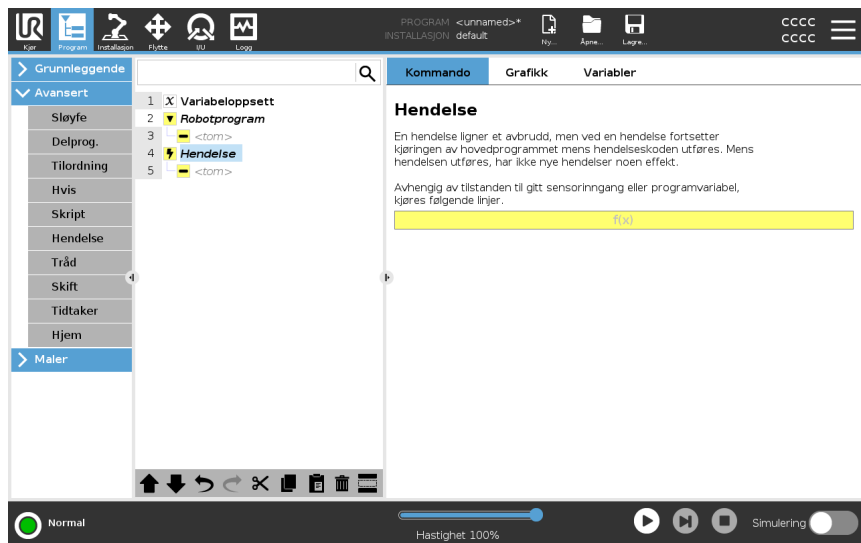 PROGRAM <unnamed>*
INSTALLASJON default
cccc
cccc
UR
Kjør
Program
Installasjon
Flytte
I/U
Logg
Ny...
Åpne...
Lagre...
Grunnleggende
Avansert
Sløyfe
Delprog.
Tilordning
Hvis
Skript
Hendelse
Tråd
Skift
Tidtaker
Hjem
Maler
1 X Variabeloppsett
2 Robotprogram
3 <tom>
4 Hendelse
5 <tom>
Kommando
Grafikk
Variabler
Hendelse
En hendelse ligner et avbrudd, men ved en hendelse fortsetter
kjøringen av hovedprogrammet mens hendelseskoden utføres. Mens
hendelsen utføres, har ikke nye hendelser noen effekt.
Avhengig av tilstanden til gitt sensorinngang eller programvariabel,
kjøres følgende linjer.
f(x)
Normal
Hastighet 100%
Simulering